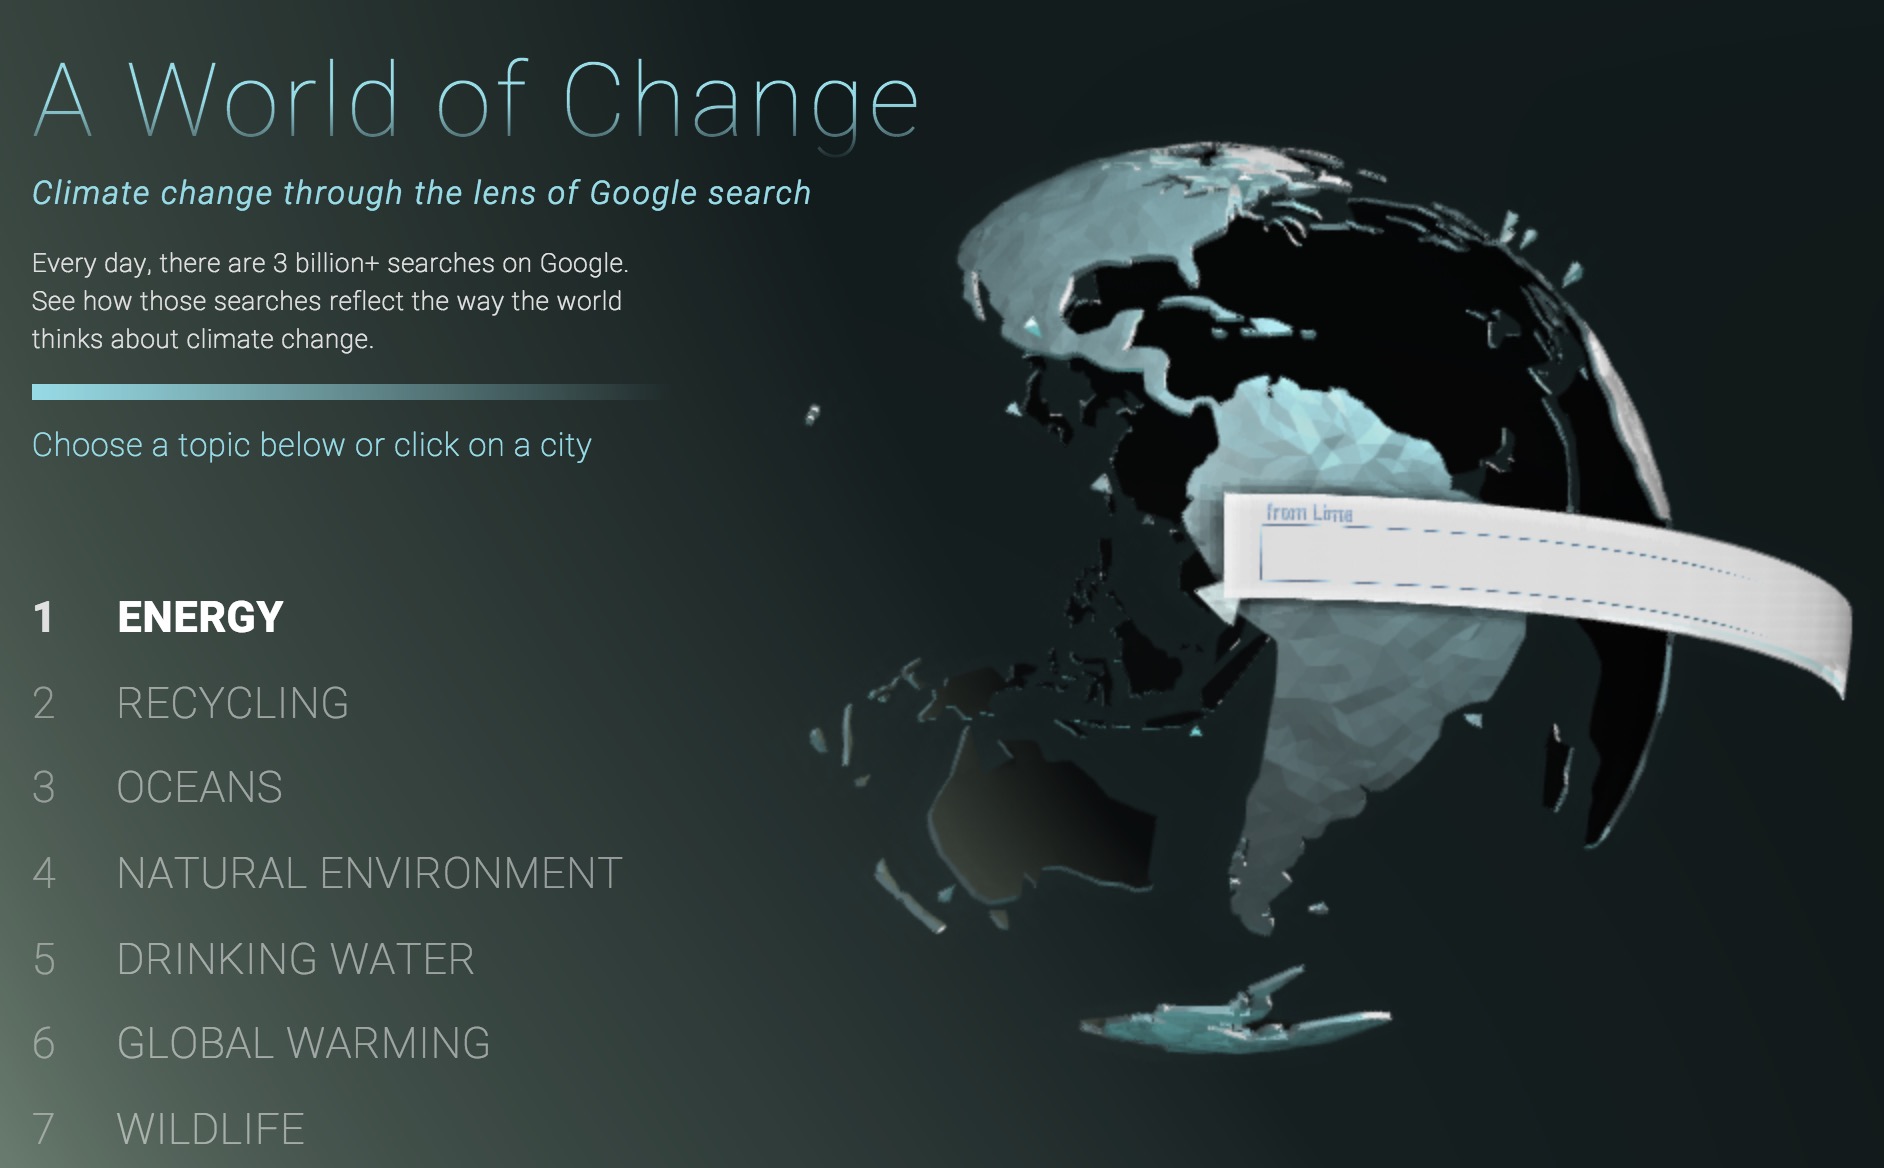 A World of Change
Climate change through the lens of Google search
Every day, there are 3 billion+ searches on Google.
See how those searches reflect the way the world
thinks about climate change.
Choose a topic below or click on a city
1 ENERGY
2 RECYCLING
3 OCEANS
4 NATURAL ENVIRONMENT
5 DRINKING WATER
6 GLOBAL WARMING
7 WILDLIFE
from Lima